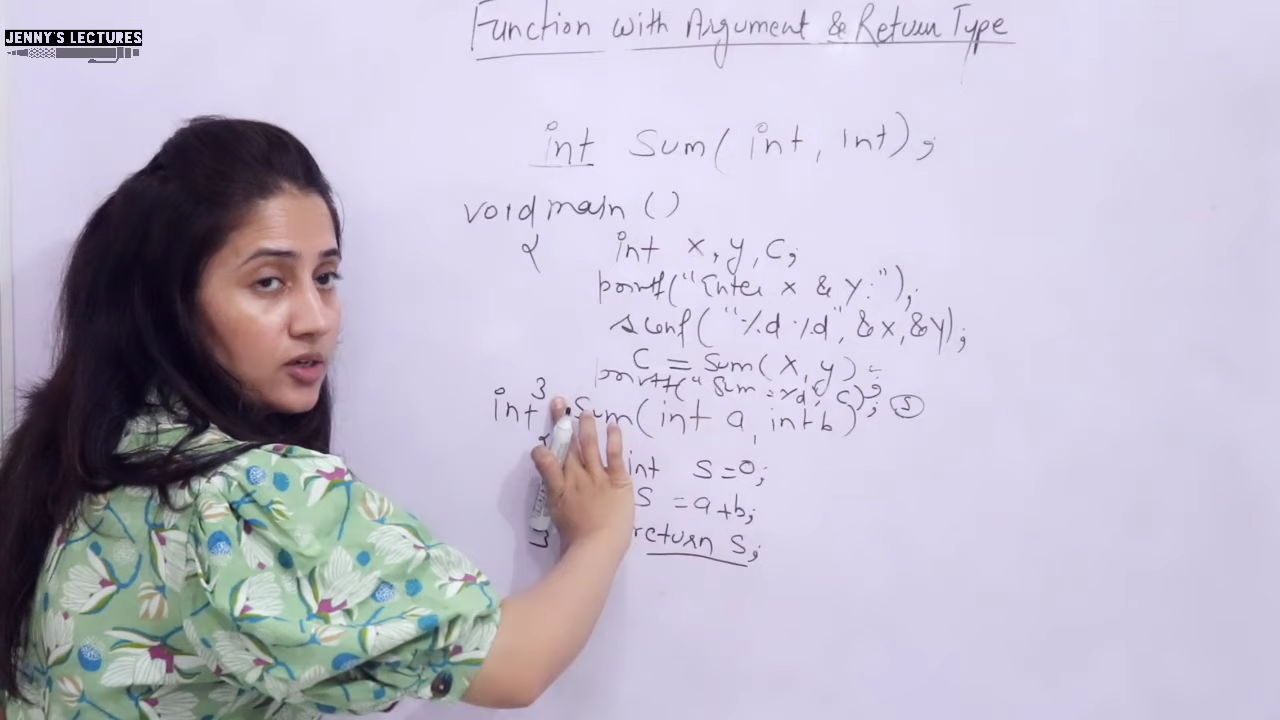 JENNY'S LECTURES
Function with Argument & Return Type
int Sum( int, int);
void main ()
{ int x, y, c;
printf("Enter x & y:");
scanf("%d %d", &x, &y);
c = sum(x, y);
printf("Sum = %d", c);
}
int Sum(int a, int b) 5
{
int s=0;
s = a+b;
return s;
}